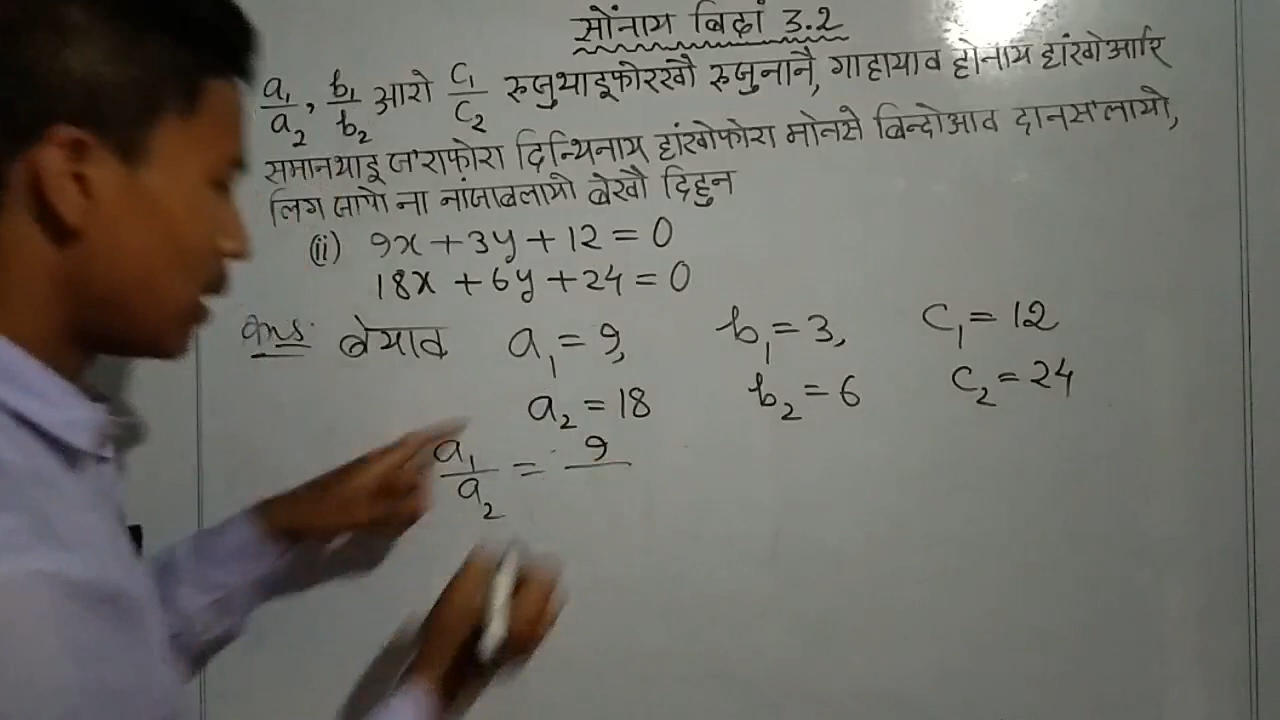 सोंनाय बिदां 3.2
a₁/a₂, b₁/b₂ आरो c₁/c₂ रुजुथाइफोरखौ रुजुनानै, गाहायाव होनाय हांखोआरि
समानथाइ ज'राफोरा दिन्थिनाय हांखोफोरा मोनसे बिन्दोआव दानस'लायो,
लिग जायो ना नांजाबलायो बेखौ दिहुन
(ii) 9x + 3y + 12 = 0
18x + 6y + 24 = 0
ans: बेयाव a₁ = 9, b₁ = 3, c₁ = 12
a₂ = 18 b₂ = 6 c₂ = 24
a₁/a₂ = 9/